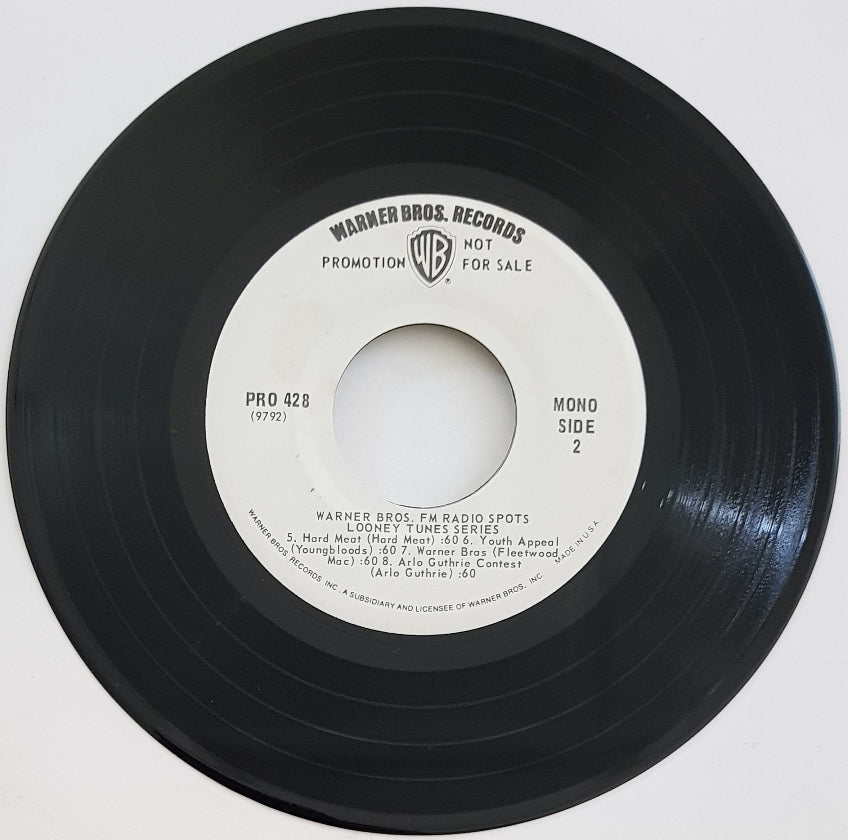 WARNER BROS. RECORDS
PROMOTION WB NOT FOR SALE
®
PRO 428
(9792)
MONO
SIDE
2
WARNER BROS. FM RADIO SPOTS
LOONEY TUNES SERIES
5. Hard Meat (Hard Meat) :60 6. Youth Appeal
(Youngbloods) :60 7. Warner Bras (Fleetwood
Mac) :60 8. Arlo Guthrie Contest
(Arlo Guthrie) :60
WARNER BROS. RECORDS INC., A SUBSIDIARY AND LICENSEE OF WARNER BROS. INC. MADE IN U.S.A.